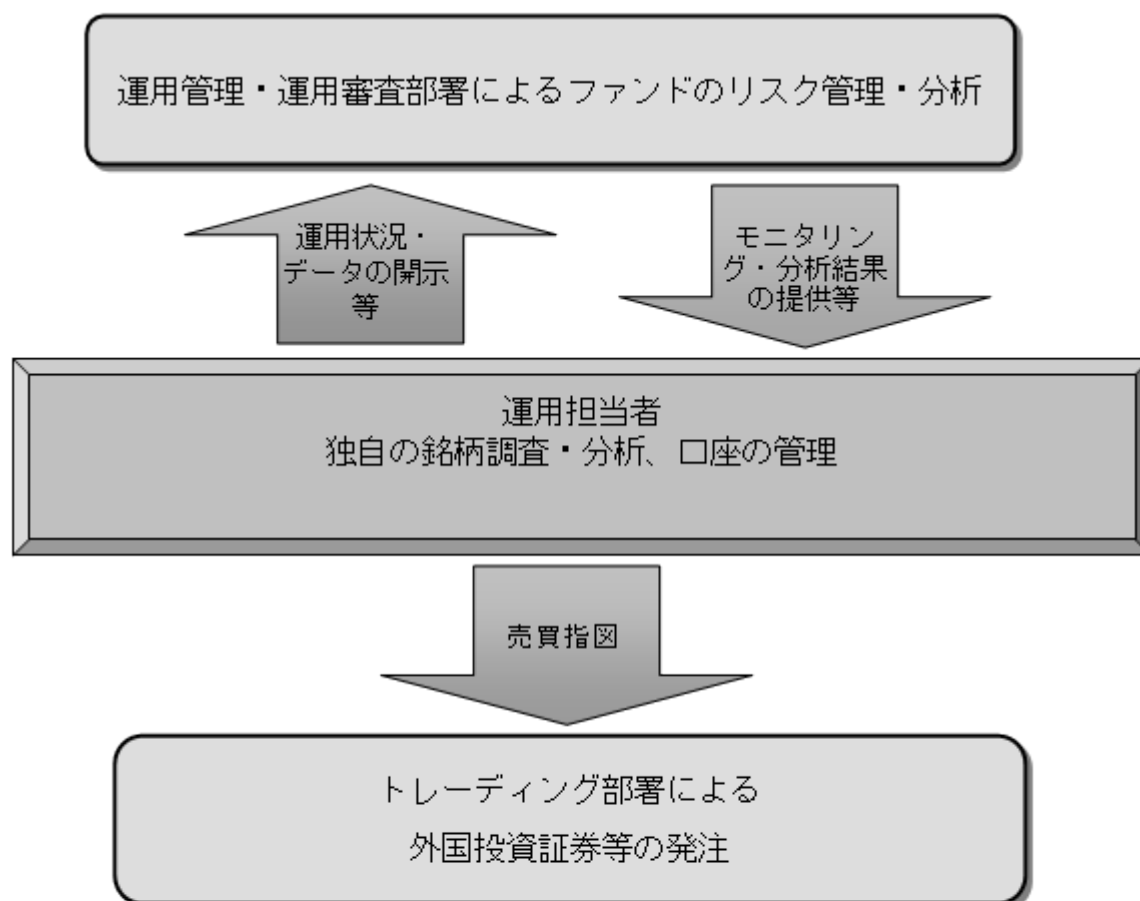 運用管理・運用審査部署によるファンドのリスク管理・分析
運用状況・
データの開示
等
モニタリン
グ・分析結果
の提供等
運用担当者
独自の銘柄調査・分析、口座の管理
売買指図
トレーディング部署による
外国投資証券等の発注